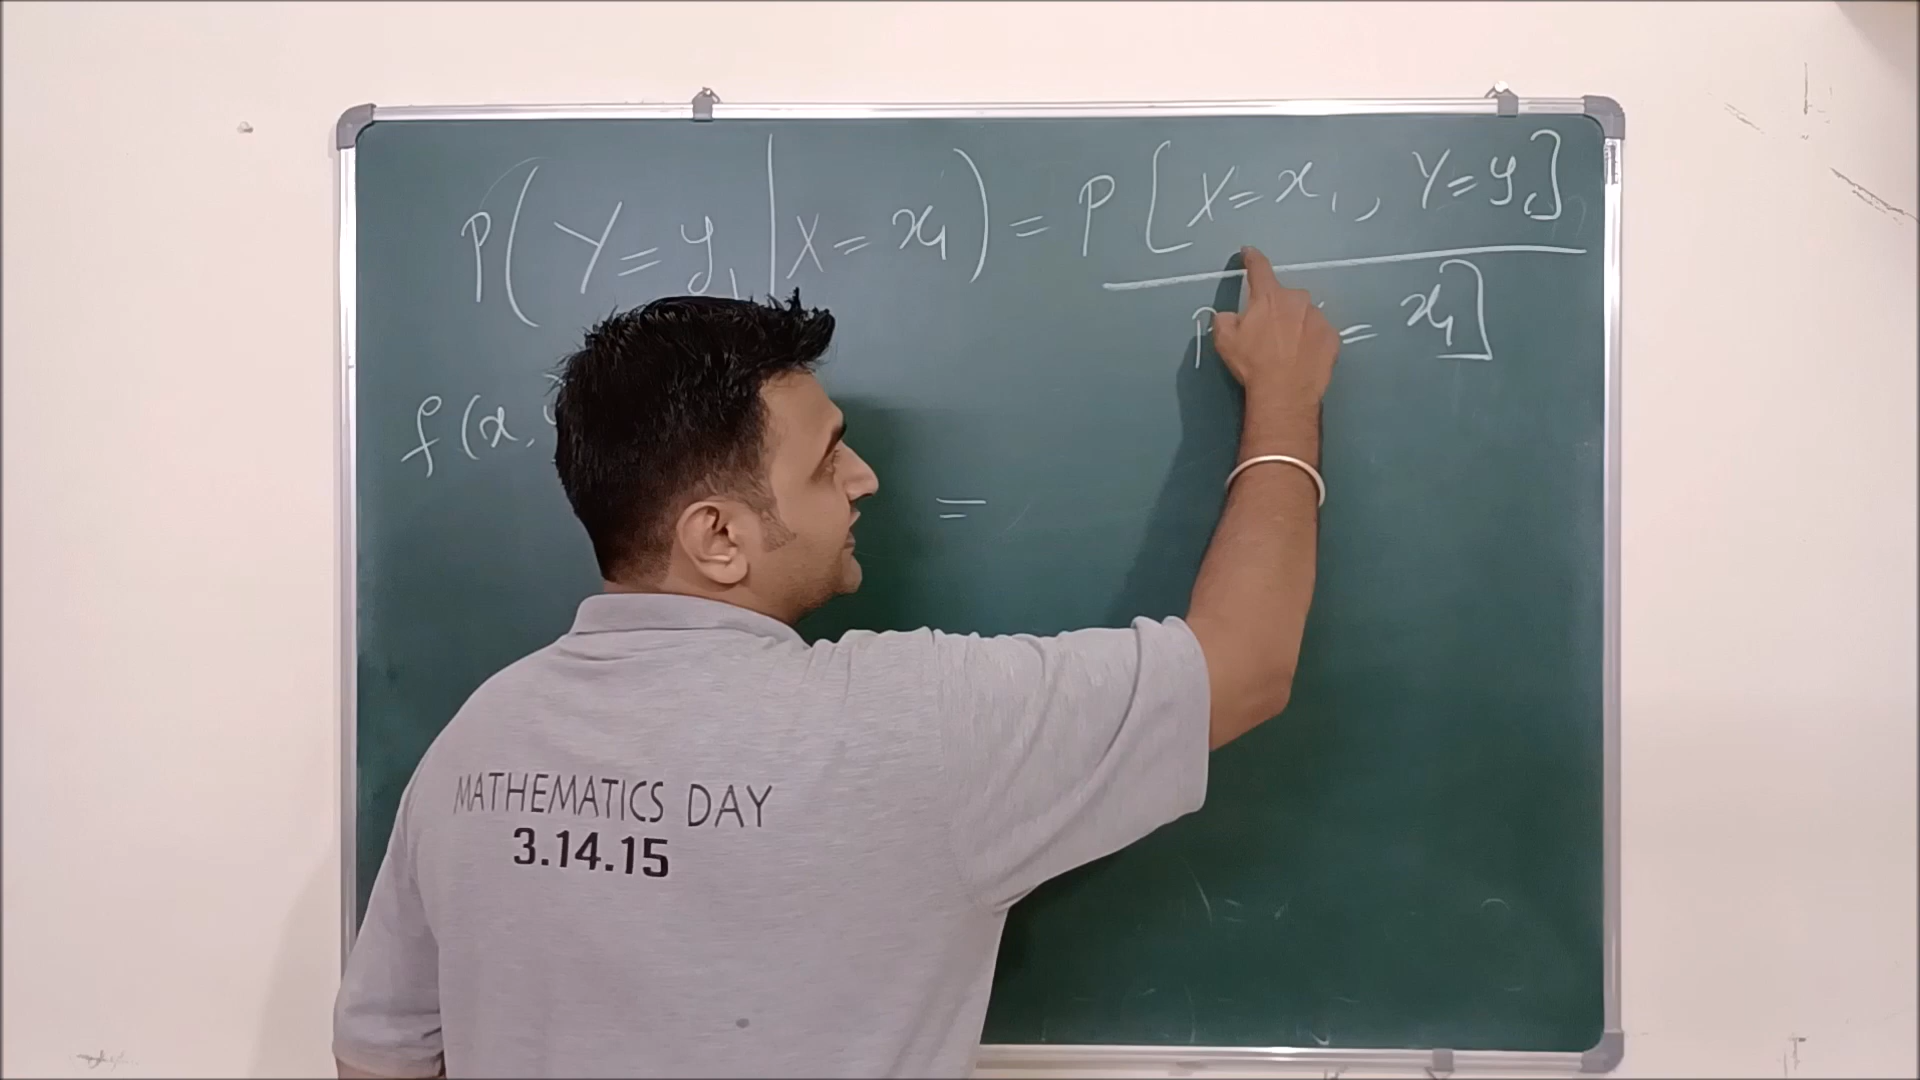 P(Y=y₁|X=x₁) = P[X=x₁, Y=y₁]
P = x₁]
f(x,
=
MATHEMATICS DAY
3.14.15